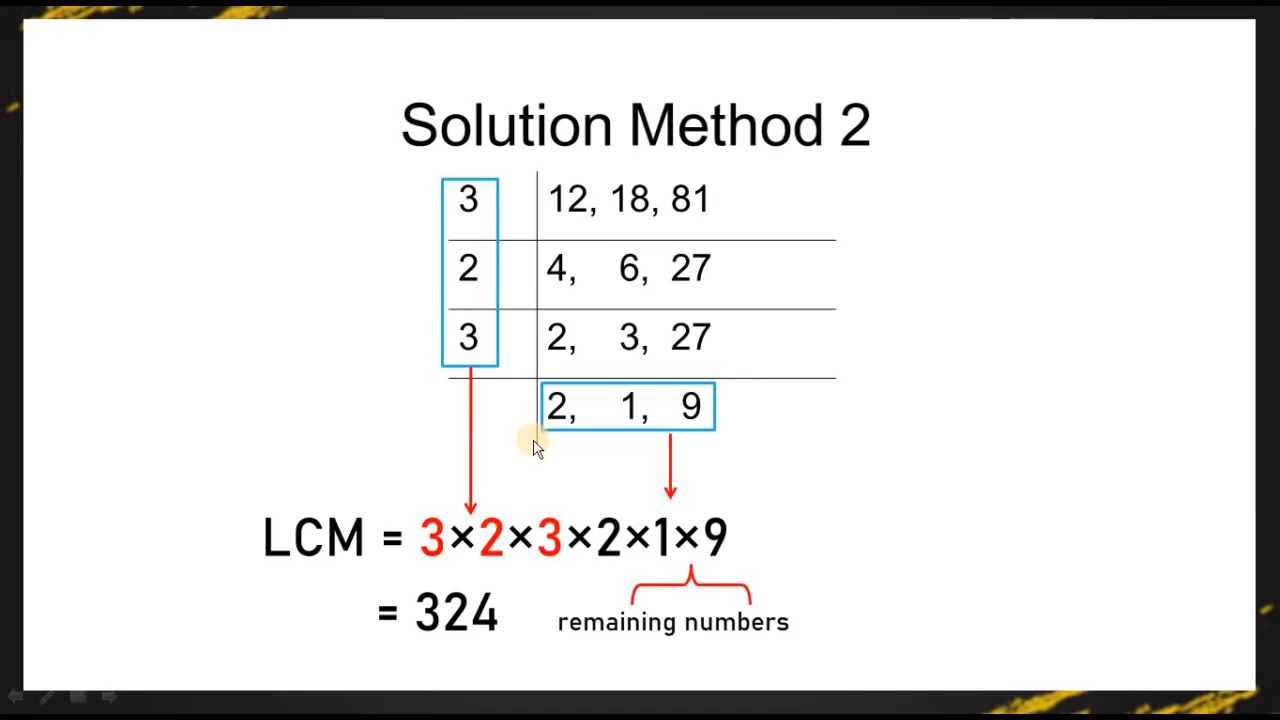 Solution Method 2
3 12, 18, 81
2 4, 6, 27
3 2, 3, 27
2, 1, 9
LCM = 3×2×3×2×1×9
= 324
remaining numbers